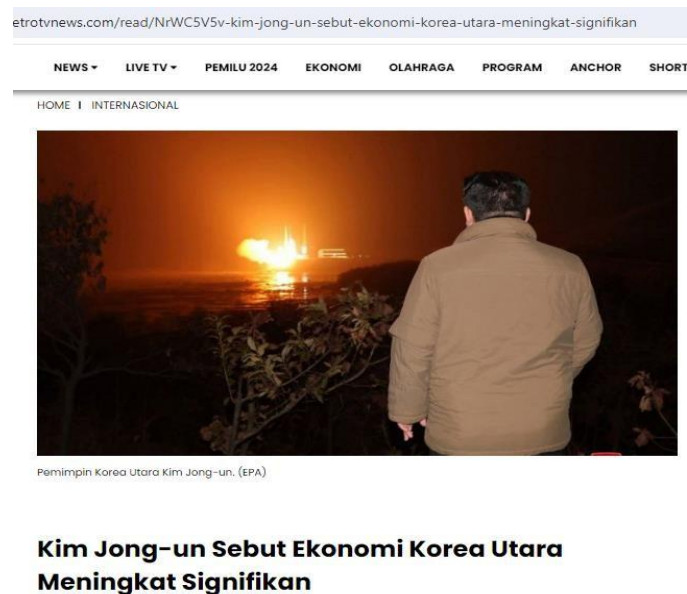 etrotvnews.com/read/NrWC5V5v-kim-jong-un-sebut-ekonomi-korea-utara-meningkat-signifikan
NEWS LIVE TV PEMILU 2024 EKONOMI OLAHRAGA PROGRAM ANCHOR SHORT
HOME I INTERNASIONAL
Pemimpin Korea Utara Kim Jong-un. (EPA)
Kim Jong-un Sebut Ekonomi Korea Utara
Meningkat Signifikan